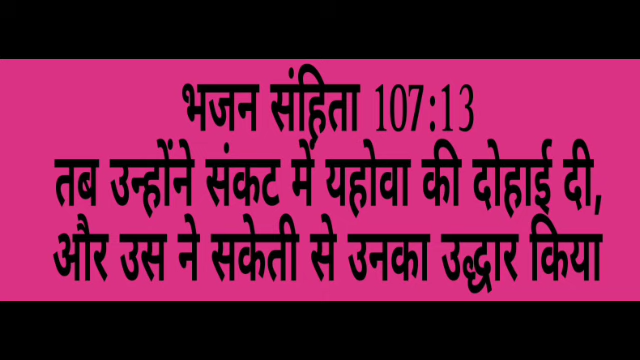 भजन संहिता 107:13
तब उन्होंने संकट में यहोवा की दोहाई दी,
और उस ने सकेती से उनका उद्धार किया